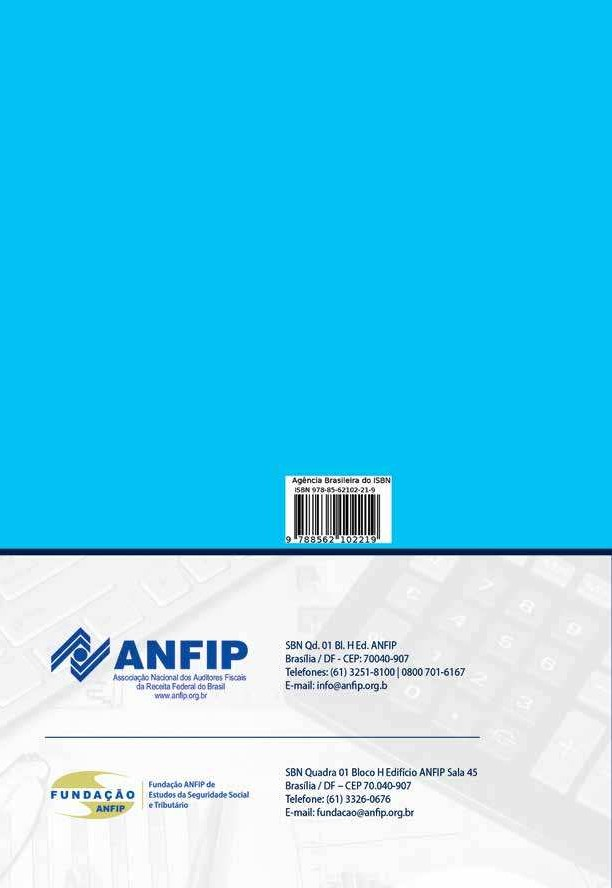 Agência Brasileira do ISBN
ISBN 978-85-62102-21-9
9 788562 102219
ANFIP
Associação Nacional dos Auditores Fiscais
da Receita Federal do Brasil
www.anfip.org.br
SBN Qd. 01 Bl. H Ed. ANFIP
Brasília / DF - CEP: 70040-907
Telefones: (61) 3251-8100 | 0800 701-6167
E-mail: info@anfip.org.b
FUNDAÇÃO
ANFIP
Fundação ANFIP de
Estudos da Seguridade Social
e Tributário
SBN Quadra 01 Bloco H Edifício ANFIP Sala 45
Brasília / DF – CEP 70.040-907
Telefone: (61) 3326-0676
E-mail: fundacao@anfip.org.br